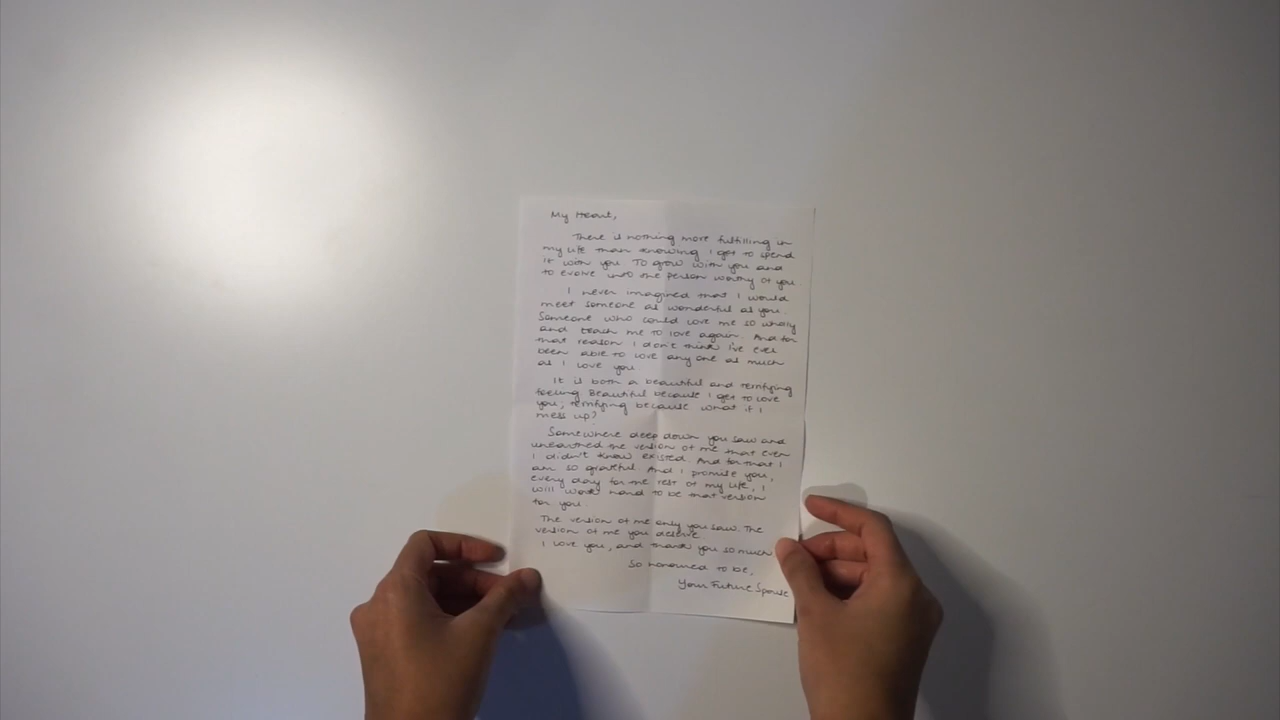 My Heart,
There is nothing more fulfilling in
my life than knowing I get to spend
it with you. To grow with you and
to evolve into the person worthy of you.
I never imagined that I would
meet someone as wonderful as you.
Someone who could love me so wholly
and teach me to love again. And for
that reason I don't think I've ever
been able to love anyone as much
as I love you
It is both a beautiful and terrifying
feeling Beautiful because I get to love
you, terrifying because what if I
mess up?
Somewhere deep down you saw and
unearthed the version of me that even
I didn't know existed. And for that I
am so grateful. And I promise you,
every day for the rest of my life, I
will work hard to be that version
for you
The version of me only you saw. The
version of me you deserve
I love you, and thank you so much
So honoured to be,
Your Future Spouse